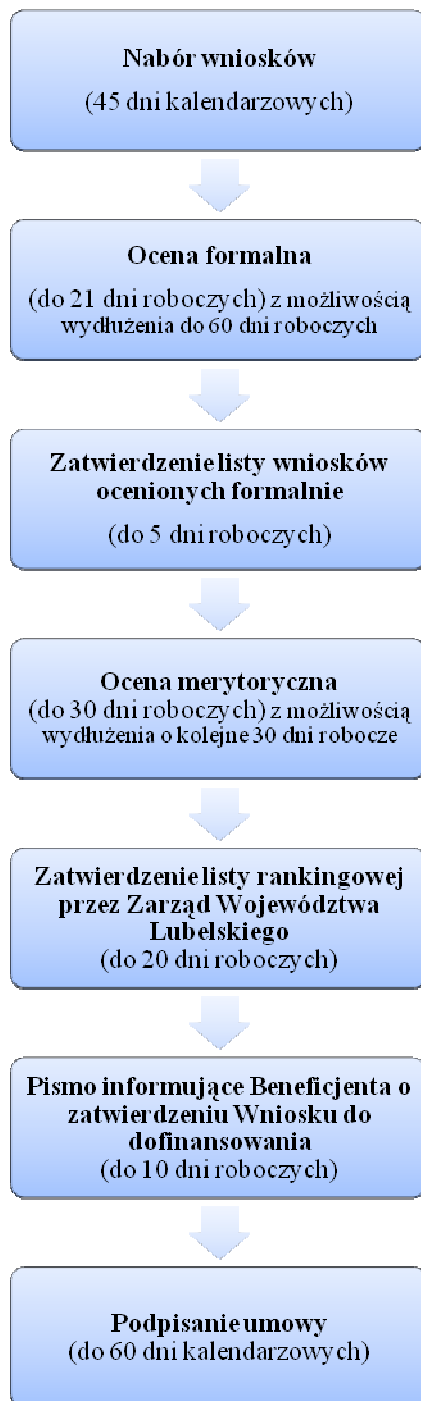 Nabór wniosków
(45 dni kalendarzowych)
Ocena formalna
(do 21 dni roboczych) z możliwością
wydłużenia do 60 dni roboczych
Zatwierdzenie listy wniosków
ocenionych formalnie
(do 5 dni roboczych)
Ocena merytoryczna
(do 30 dni roboczych) z możliwością
wydłużenia o kolejne 30 dni robocze
Zatwierdzenie listy rankingowej
przez Zarząd Województwa
Lubelskiego
(do 20 dni roboczych)
Pismo informujące Beneficjenta o
zatwierdzeniu Wniosku do
dofinansowania
(do 10 dni roboczych)
Podpisanie umowy
(do 60 dni kalendarzowych)